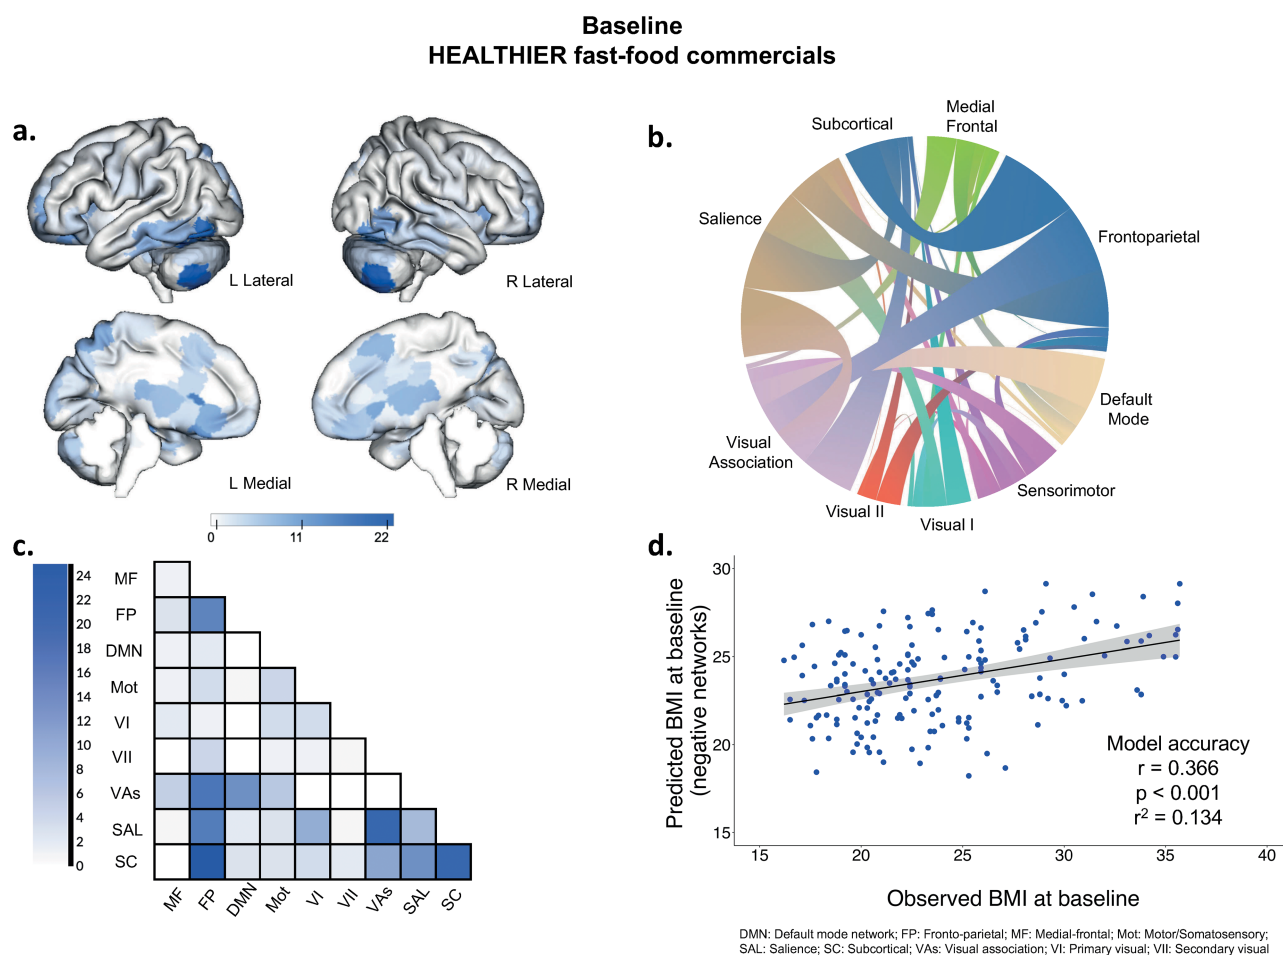 Baseline
HEALTHIER fast-food commercials
a.
L Lateral
R Lateral
L Medial
R Medial
0 11 22
b.
Subcortical
Medial
Frontal
Salience
Frontoparietal
Default
Mode
Visual
Association
Sensorimotor
Visual II
Visual I
c.
24
22
20
18
16
14
12
10
8
6
4
2
0
MF
FP
DMN
Mot
VI
VII
VAs
SAL
SC
MF FP DMN Mot VI VII VAs SAL SC
d.
Predicted BMI at baseline
(negative networks)
30
25
20
15
Model accuracy
r = 0.366
p < 0.001
r² = 0.134
15 20 25 30 35 40
Observed BMI at baseline
DMN: Default mode network; FP: Fronto-parietal; MF: Medial-frontal; Mot: Motor/Somatosensory;
SAL: Salience; SC: Subcortical; VAs: Visual association; VI: Primary visual; VII: Secondary visual